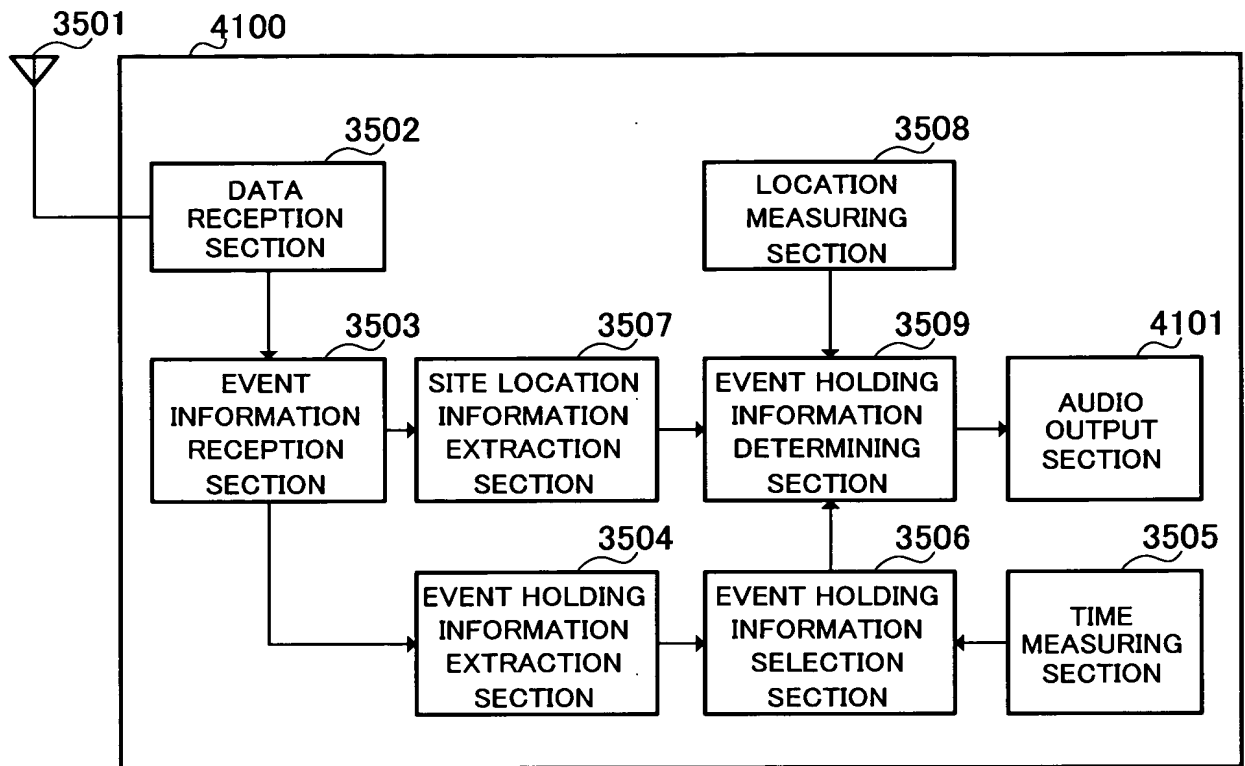 3501
4100
3502
DATA
RECEPTION
SECTION
3508
LOCATION
MEASURING
SECTION
3503
EVENT
INFORMATION
RECEPTION
SECTION
3507
SITE LOCATION
INFORMATION
EXTRACTION
SECTION
3509
EVENT HOLDING
INFORMATION
DETERMINING
SECTION
4101
AUDIO
OUTPUT
SECTION
3504
EVENT HOLDING
INFORMATION
EXTRACTION
SECTION
3506
EVENT HOLDING
INFORMATION
SELECTION
SECTION
3505
TIME
MEASURING
SECTION